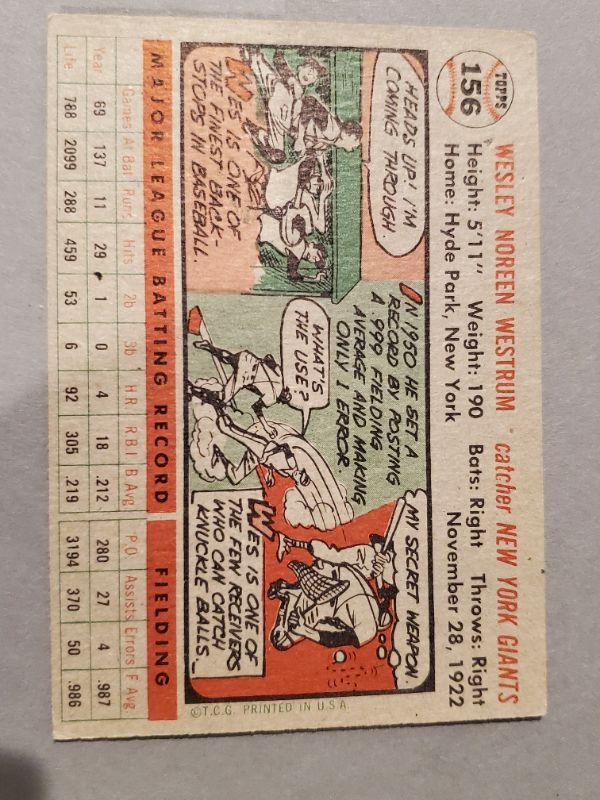 TOPPS
156
WESLEY NOREEN WESTRUM catcher NEW YORK GIANTS
Height: 5'11" Weight: 190 Bats: Right Throws: Right
Home: Hyde Park, New York November 28, 1922
HEADS UP! I'M
COMING THROUGH.
WES IS ONE OF
THE FINEST BACK-
STOPS IN BASEBALL
IN 1950 HE SET A
RECORD BY POSTING
A .999 FIELDING
AVERAGE AND MAKING
ONLY 1 ERROR
WHAT'S
THE USE?
MY SECRET WEAPON.
WES IS ONE OF
THE FEW RECEIVERS
WHO CAN CATCH
KNUCKLE BALLS.
©T.C.G. PRINTED IN U.S.A.
MAJOR LEAGUE BATTING RECORD FIELDING
Games At Bat Runs Hits 2b 3b H.R. R.B.I. B. Avg. P.O. Assists Errors F. Avg.
Year 69 137 11 29 1 0 4 18 .212 280 27 4 .987
Life 788 2099 288 459 53 6 92 305 .219 3194 370 50 .986